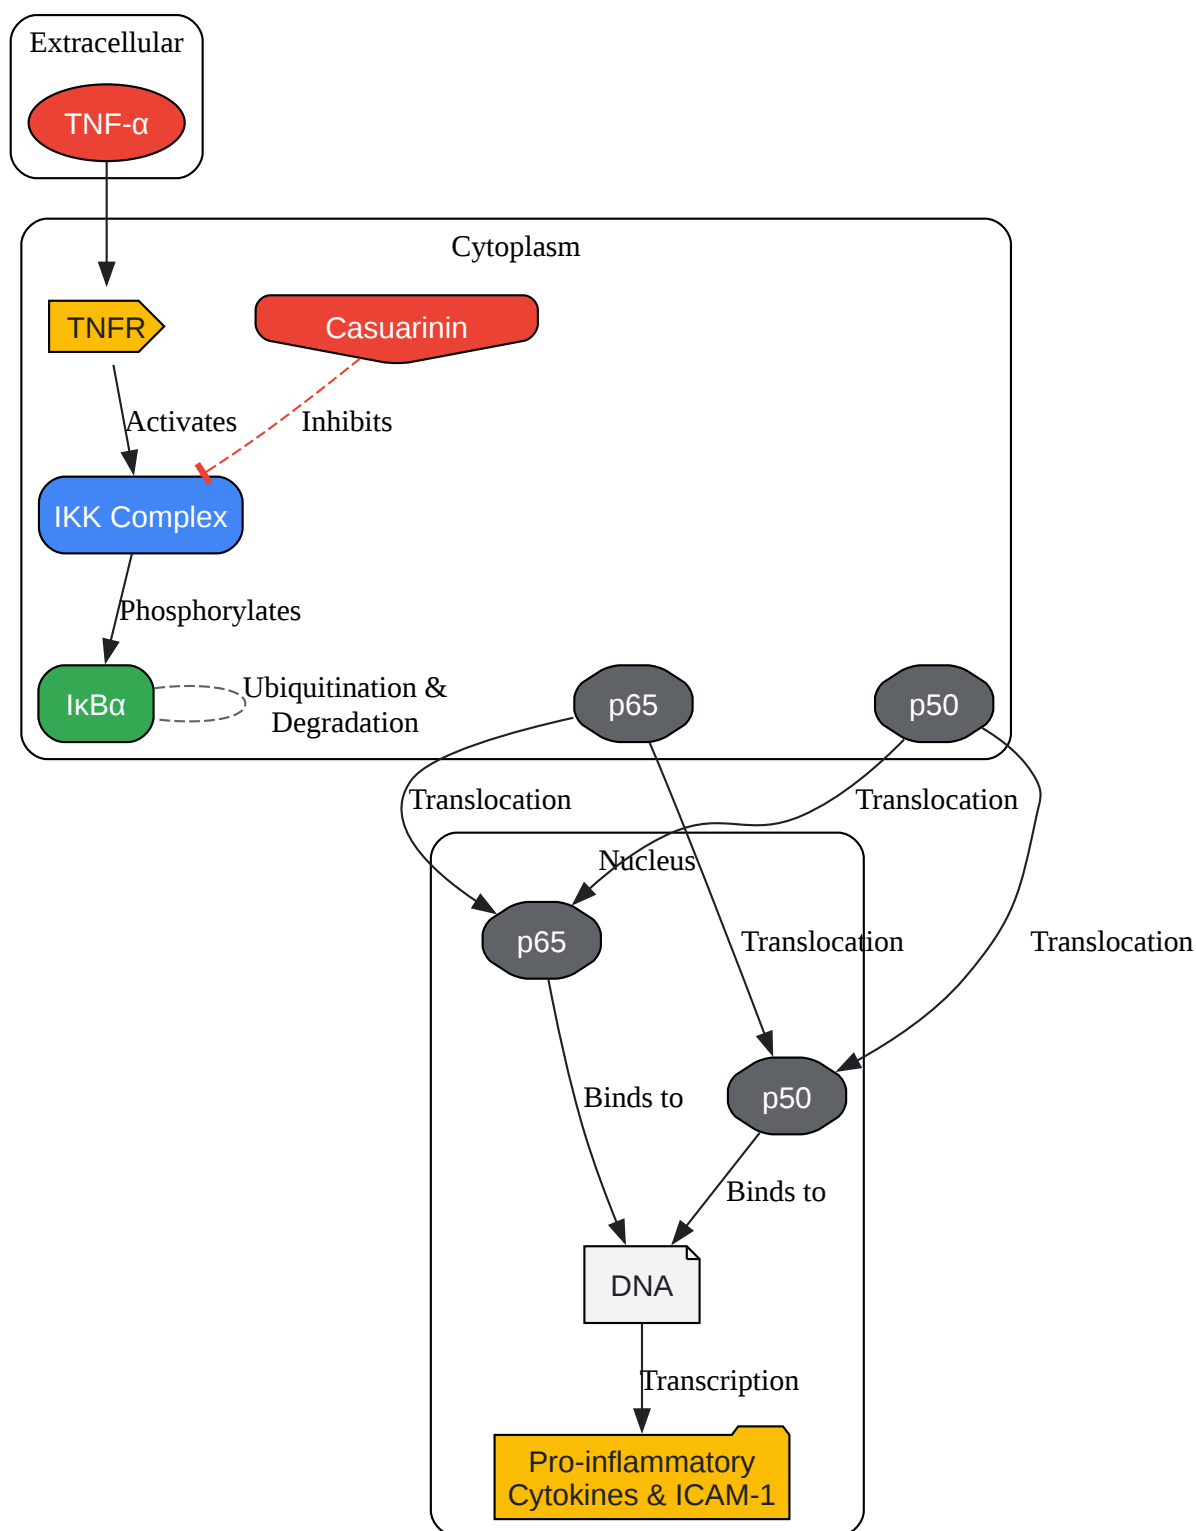 Extracellular
TNF-α
Cytoplasm
TNFR
Casuarinin
Activates
Inhibits
IKK Complex
Phosphorylates
IκBα
Ubiquitination &
Degradation
p65
p50
Translocation
Translocation
Nucleus
p65
Translocation
Translocation
Binds to
p50
Binds to
DNA
Transcription
Pro-inflammatory
Cytokines & ICAM-1